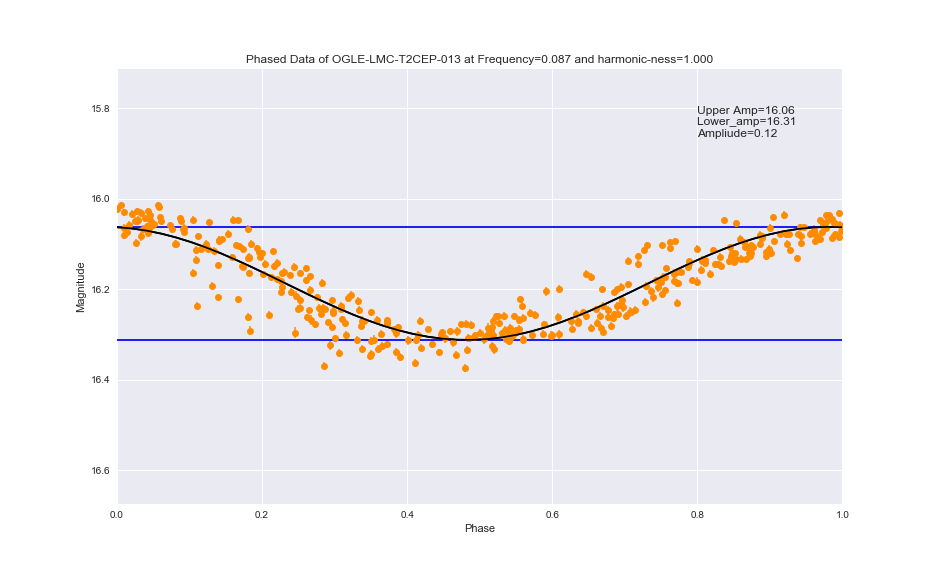 Phased Data of OGLE-LMC-T2CEP-013 at Frequency=0.087 and harmonic-ness=1.000
Upper Amp=16.06
Lower_amp=16.31
Ampliude=0.12
Magnitude
15.8
16.0
16.2
16.4
16.6
0.0 0.2 0.4 0.6 0.8 1.0
Phase